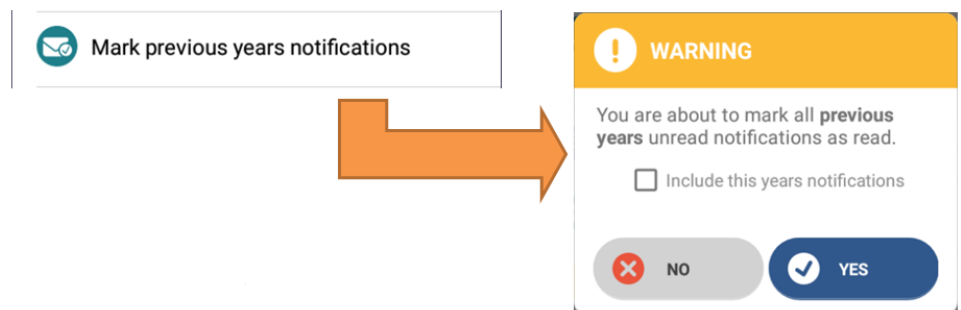 Mark previous years notifications
WARNING
You are about to mark all previous
years unread notifications as read.
Include this years notifications
NO
YES